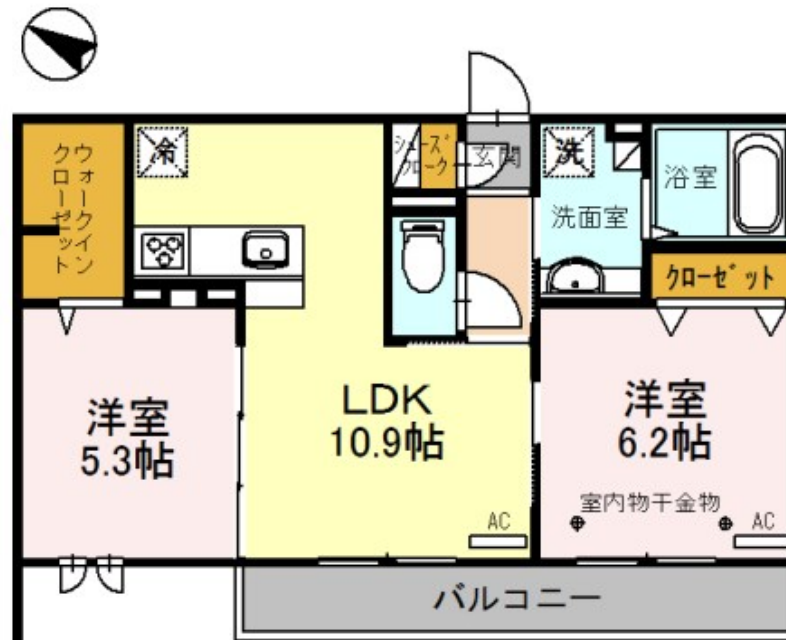 ウォークイン
クローゼット
冷
シューズ
クローク
玄関
洗
洗面室
浴室
クローゼット
洋室
5.3帖
LDK
10.9帖
AC
洋室
6.2帖
室内物干金物
AC
バルコニー